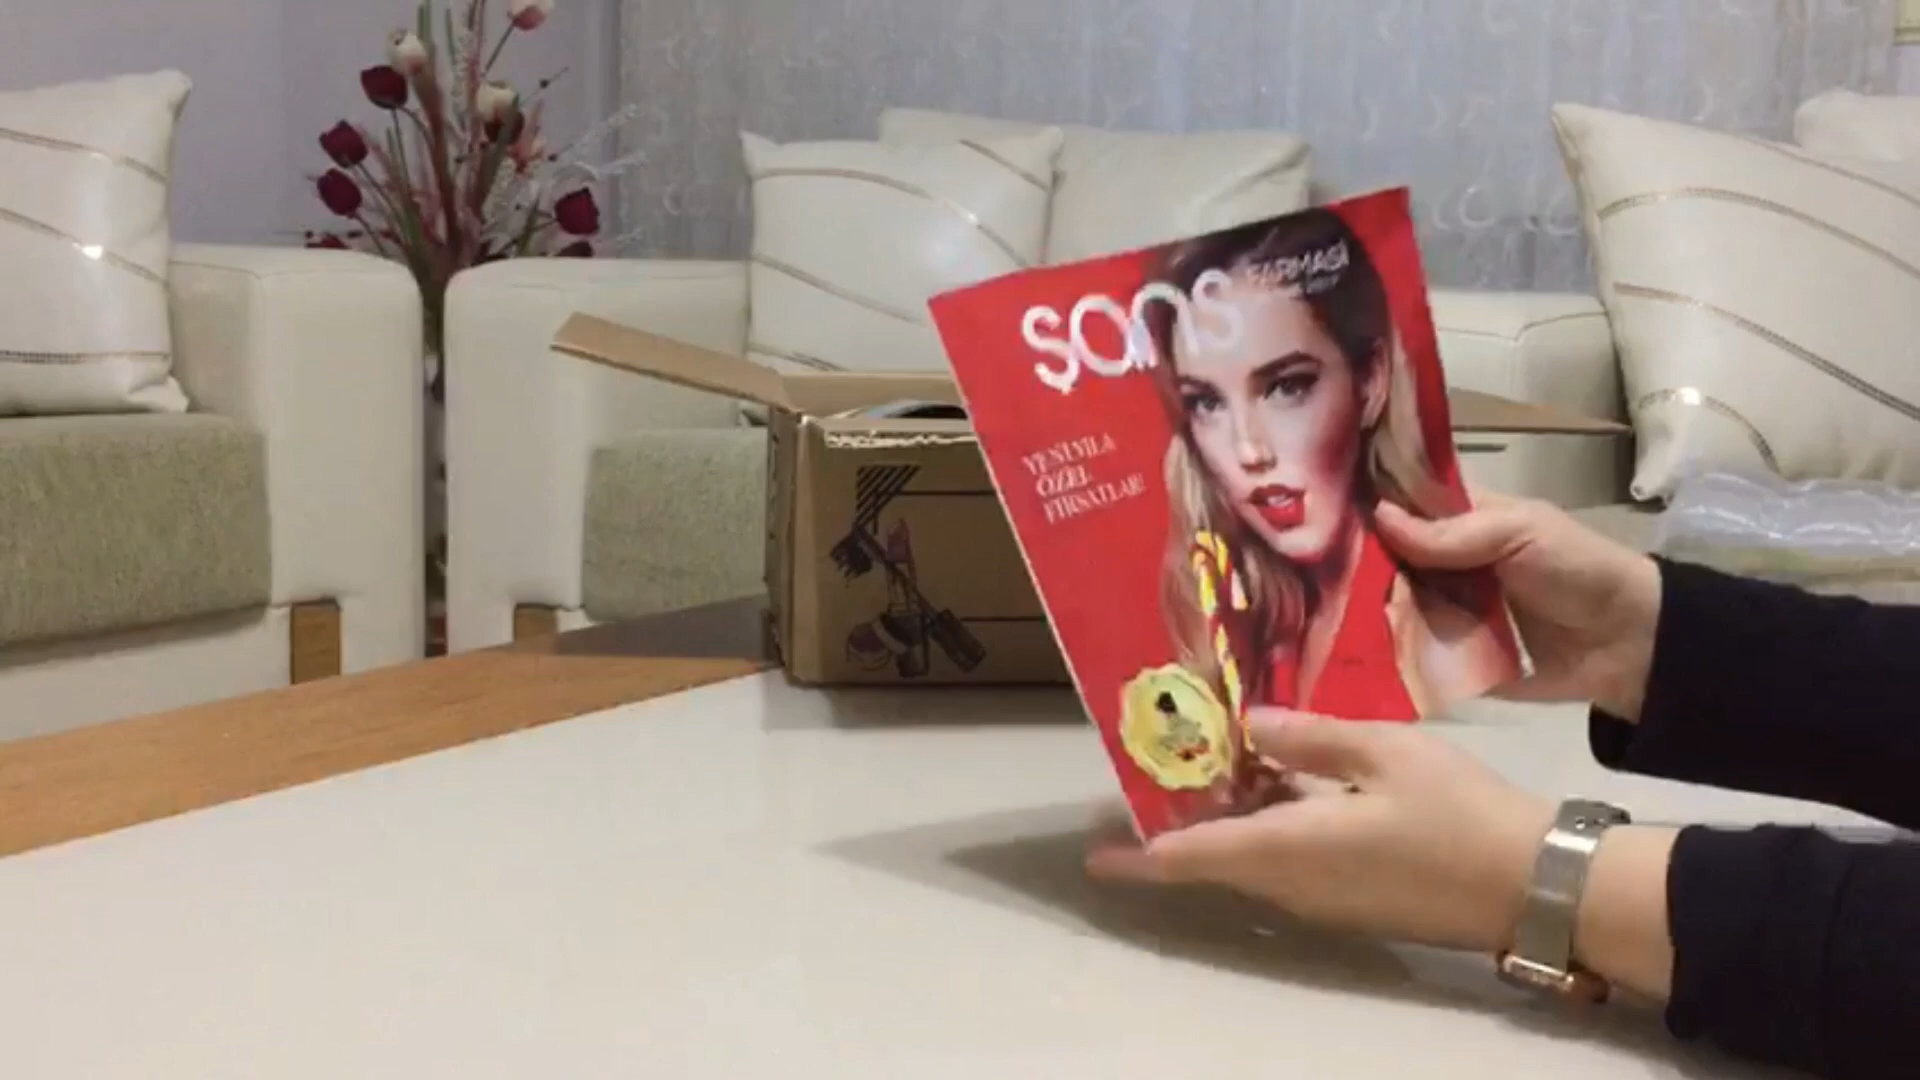 şans
FARMASİ
YENİ YILA
ÖZEL
FIRSATLAR!